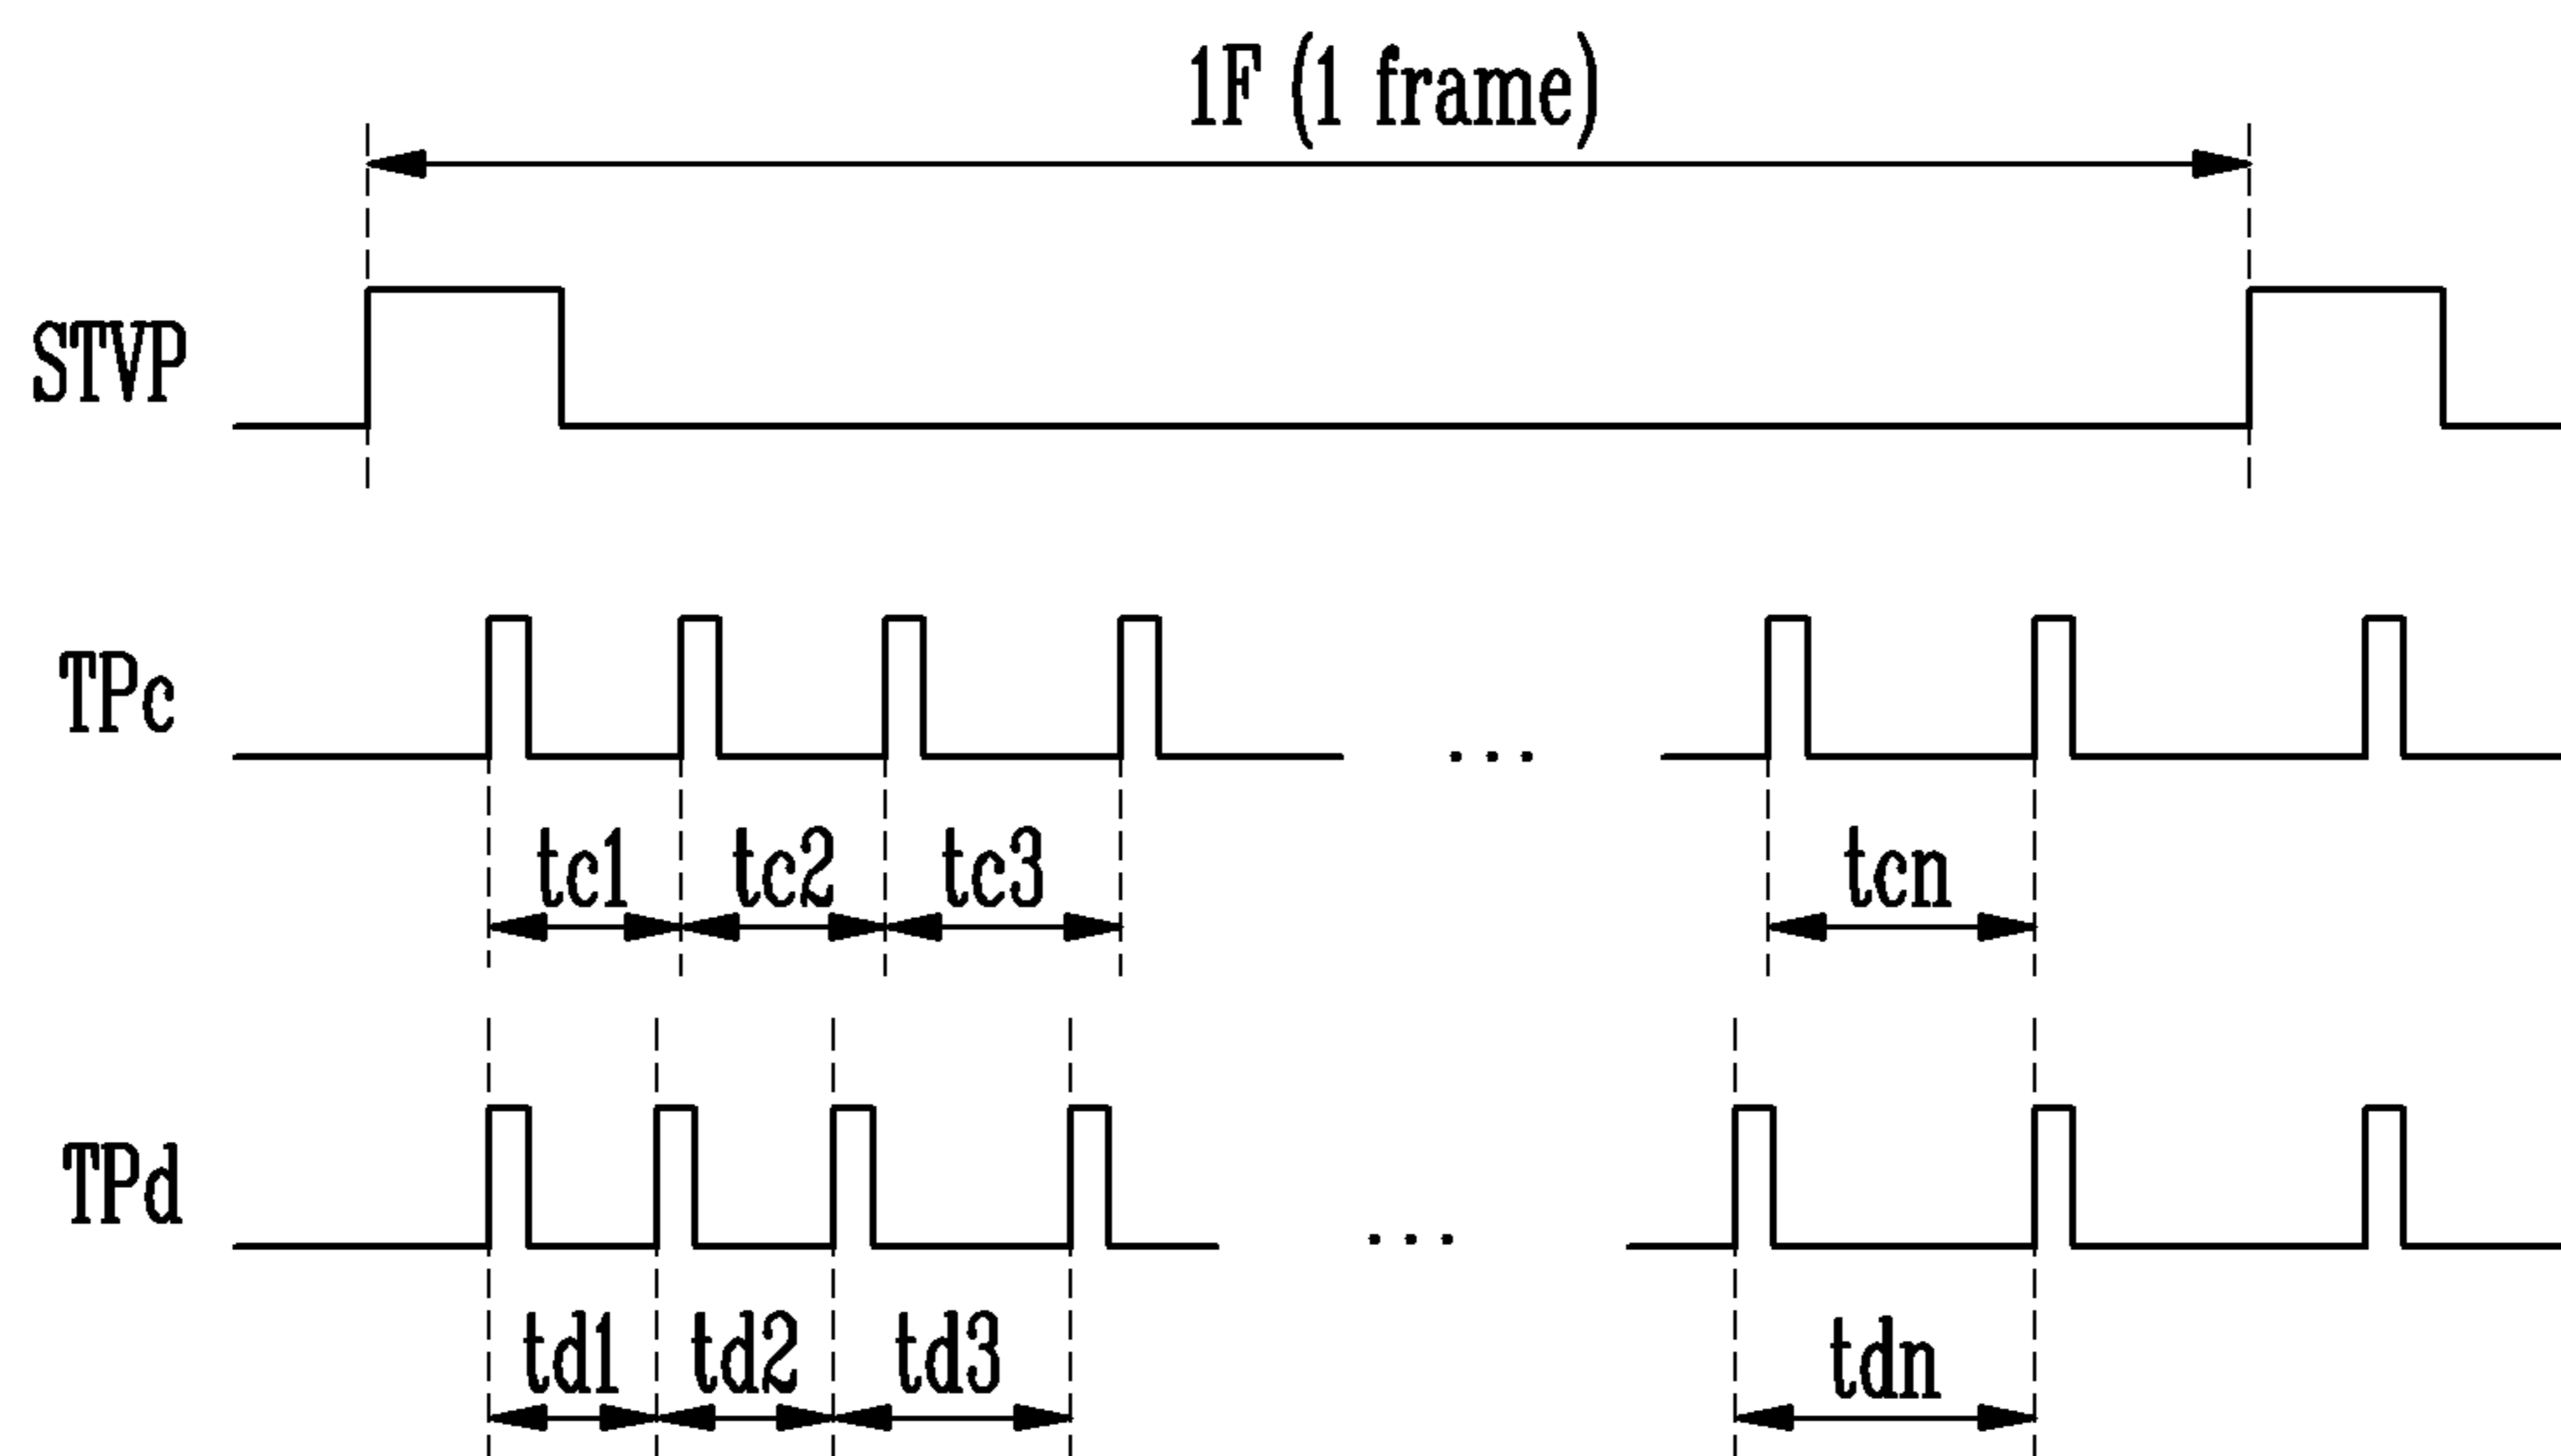 1F (1 frame)
STVP
TPc
...
tc1 tc2 tc3 tcn
TPd
...
td1 td2 td3 tdn